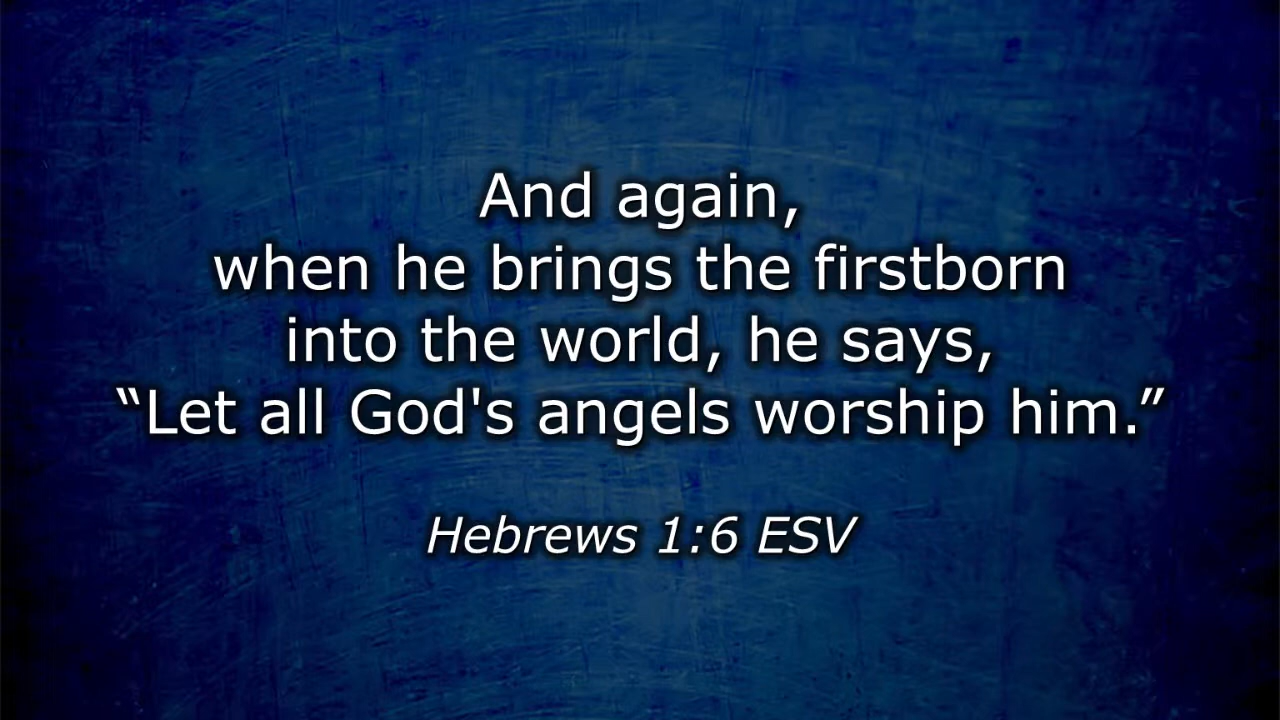 And again,
when he brings the firstborn
into the world, he says,
“Let all God's angels worship him.”
Hebrews 1:6 ESV